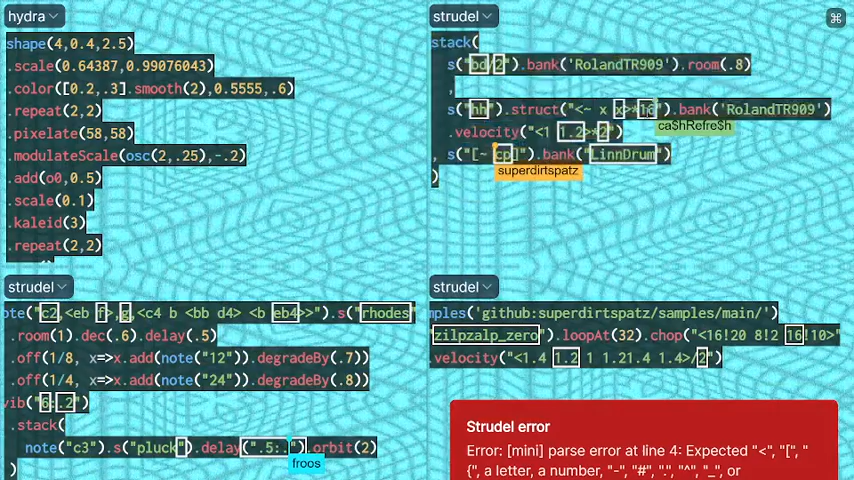 hydra
shape(4,0.4,2.5)
.scale(0.64387,0.99076043)
.color([0.2,.3].smooth(2),0.5555,.6)
.repeat(2,2)
.pixelate(58,58)
.modulateScale(osc(2,.25),-.2)
.add(o0,0.5)
.scale(0.1)
.kaleid(3)
.repeat(2,2)
strudel
stack(
s("bd/2").bank('RolandTR909').room(.8)
,
s("hh").struct("<~ x x>*16").bank('RolandTR909')
ca$hRefre$h
.velocity("<1 1.2>*2")
, s("[~ cp]").bank("LinnDrum")
superdirtspatz
)
strudel
ote("c2,<eb f>,g,<c4 b <bb d4> <b eb4>>").s("rhodes"
.room(1).dec(.6).delay(.5)
.off(1/8, x=>x.add(note("12")).degradeBy(.7))
.off(1/4, x=>x.add(note("24")).degradeBy(.8))
vib("6:.2")
.stack(
note("c3").s("pluck").delay(".5:.").orbit(2)
froos
)
strudel
mples('github:superdirtspatz/samples/main/')
"zilpzalp_zero").loopAt(32).chop("<16!20 8!2 16!10>"
.velocity("<1.4 1.2 1 1.21.4 1.4>/2")
Strudel error
Error: [mini] parse error at line 4: Expected "<", "[",
"{", a letter, a number, "-", "#", ".", "^", "_", or